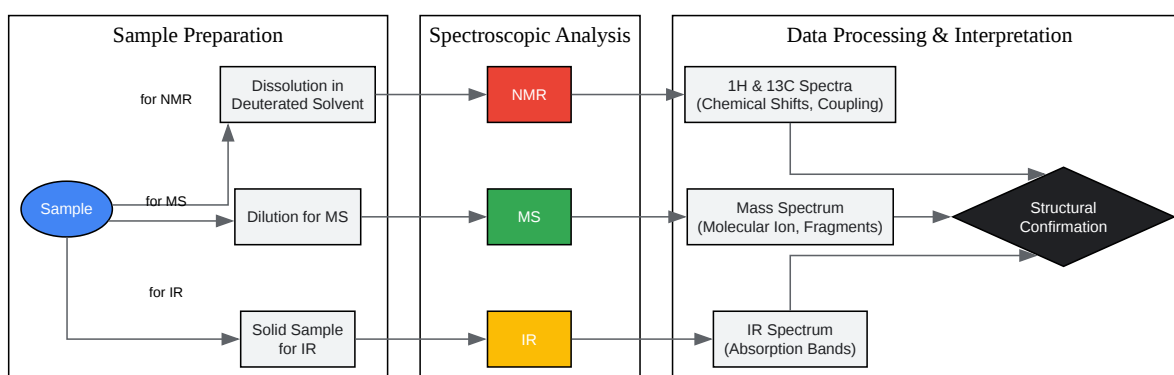 Sample Preparation
Spectroscopic Analysis
Data Processing & Interpretation
for NMR
Dissolution in
Deuterated Solvent
NMR
1H & 13C Spectra
(Chemical Shifts, Coupling)
Sample
for MS
Dilution for MS
MS
Mass Spectrum
(Molecular Ion, Fragments)
Structural
Confirmation
for IR
Solid Sample
for IR
IR
IR Spectrum
(Absorption Bands)